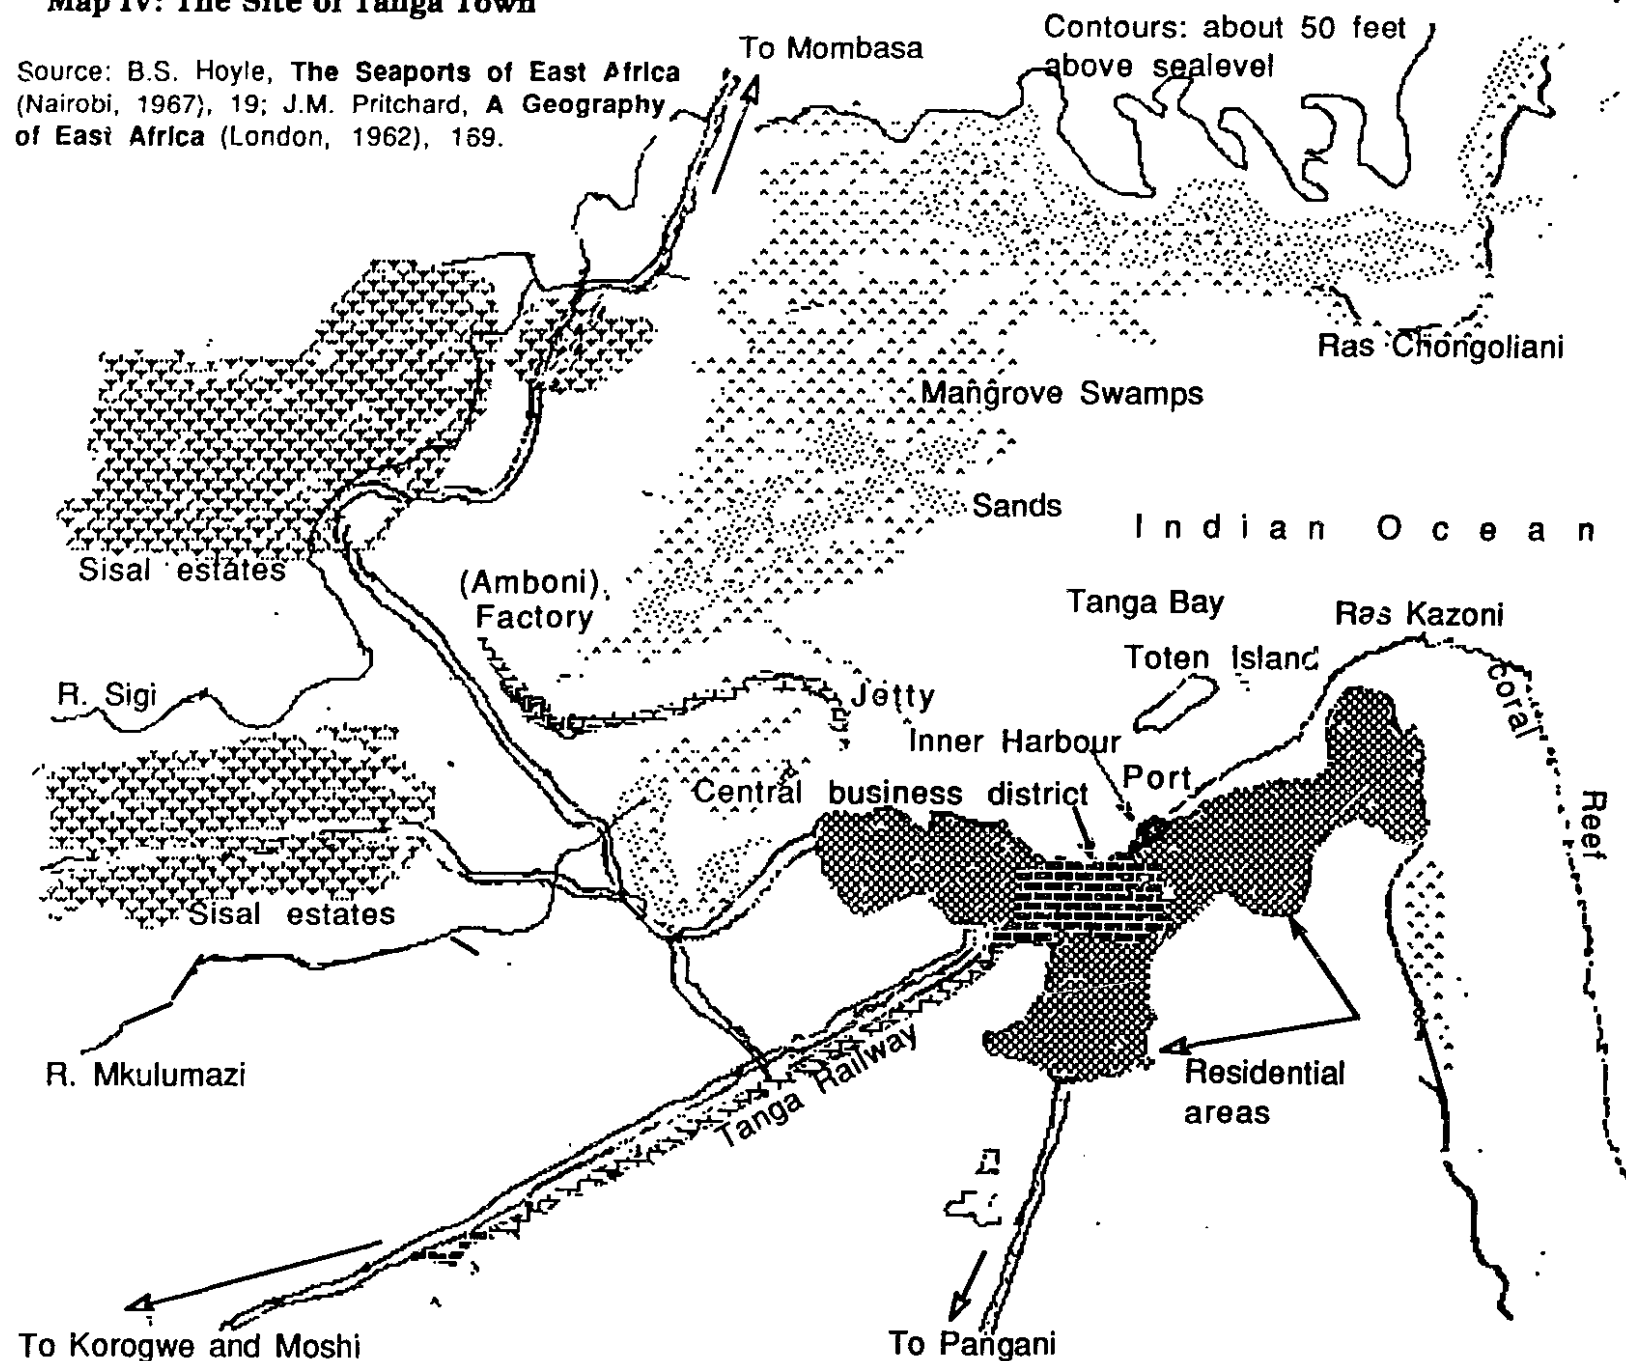 Map IV: The Site of Tanga Town
Source: B.S. Hoyle, The Seaports of East Africa
(Nairobi, 1967), 19; J.M. Pritchard, A Geography
of East Africa (London, 1962), 169.
To Mombasa
Contours: about 50 feet
above sealevel
Ras Chongoliani
Mangrove Swamps
Sands
Indian Ocean
Sisal estates
(Amboni)
Factory
Tanga Bay
Ras Kazoni
Toten Island
coral
Reef
R. Sigi
Jetty
Inner Harbour
Port
Central business district
Sisal estates
R. Mkulumazi
Tanga Railway
Residential
areas
To Korogwe and Moshi
To Pangani